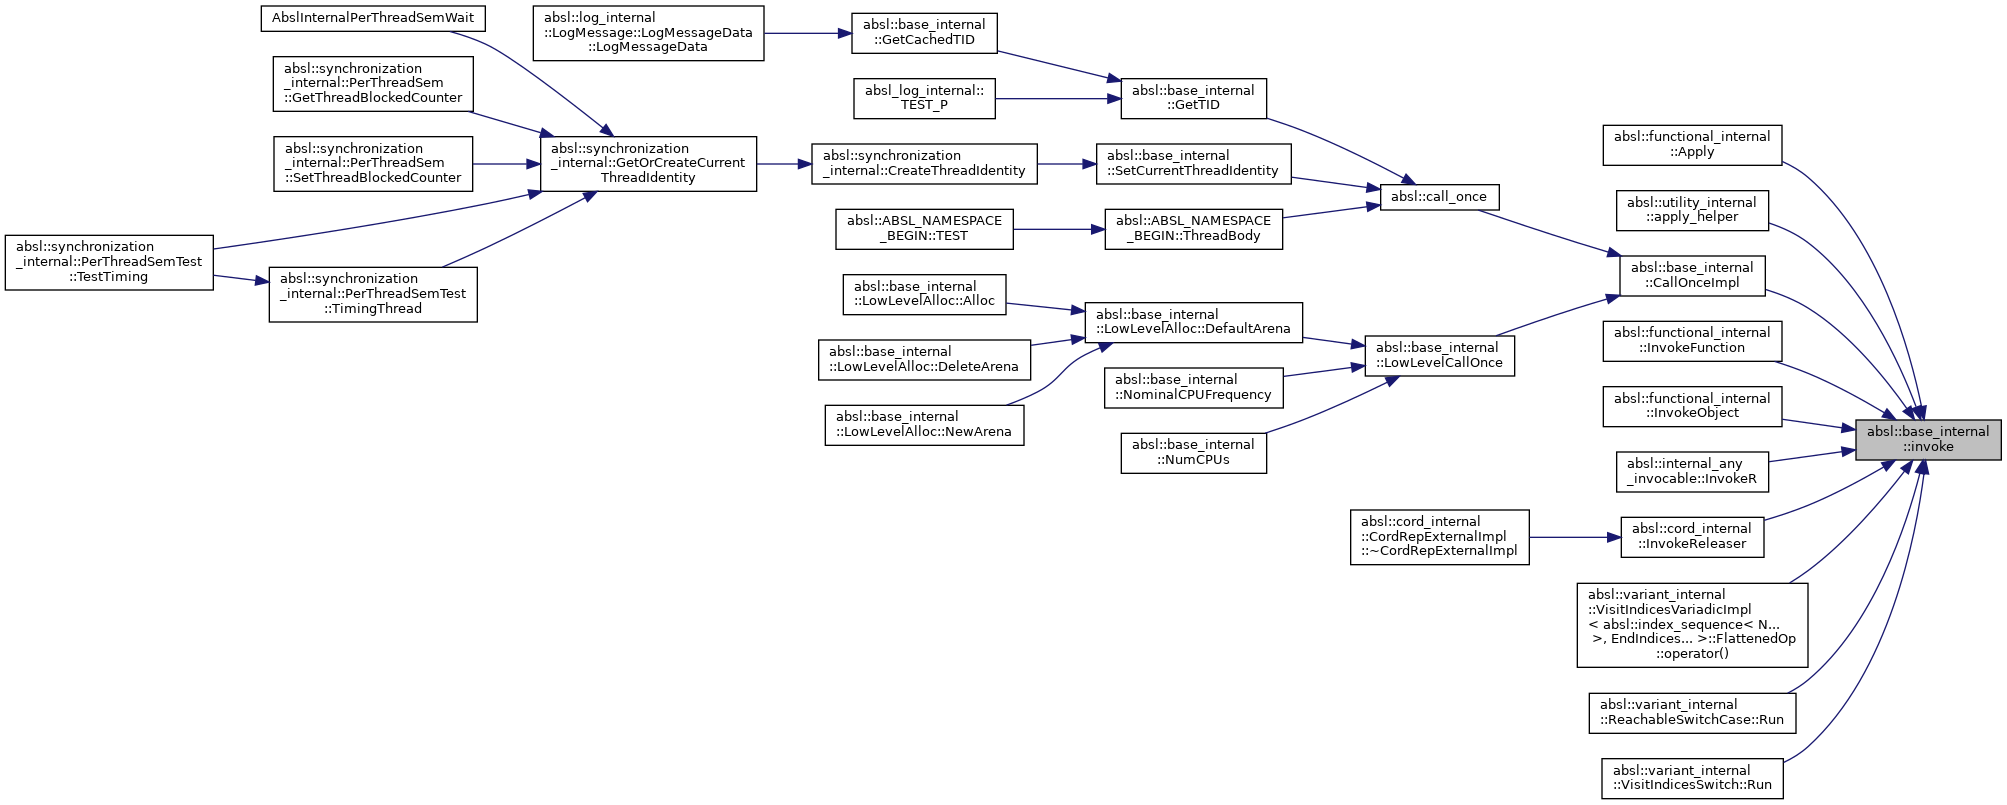 AbslInternalPerThreadSemWait
absl::log_internal
::LogMessage::LogMessageData
::LogMessageData
absl::base_internal
::GetCachedTID
absl::synchronization
_internal::PerThreadSem
::GetThreadBlockedCounter
absl_log_internal::
TEST_P
absl::base_internal
::GetTID
absl::functional_internal
::Apply
absl::synchronization
_internal::PerThreadSem
::SetThreadBlockedCounter
absl::synchronization
_internal::GetOrCreateCurrent
ThreadIdentity
absl::synchronization
_internal::CreateThreadIdentity
absl::base_internal
::SetCurrentThreadIdentity
absl::call_once
absl::utility_internal
::apply_helper
absl::ABSL_NAMESPACE
_BEGIN::TEST
absl::ABSL_NAMESPACE
_BEGIN::ThreadBody
absl::synchronization
_internal::PerThreadSemTest
::TestTiming
absl::synchronization
_internal::PerThreadSemTest
::TimingThread
absl::base_internal
::LowLevelAlloc::Alloc
absl::base_internal
::CallOnceImpl
absl::base_internal
::LowLevelAlloc::DefaultArena
absl::functional_internal
::InvokeFunction
absl::base_internal
::LowLevelAlloc::DeleteArena
absl::base_internal
::LowLevelCallOnce
absl::base_internal
::NominalCPUFrequency
absl::functional_internal
::InvokeObject
absl::base_internal
::LowLevelAlloc::NewArena
absl::base_internal
::NumCPUs
absl::base_internal
::invoke
absl::internal_any
_invocable::InvokeR
absl::cord_internal
::CordRepExternalImpl
::~CordRepExternalImpl
absl::cord_internal
::InvokeReleaser
absl::variant_internal
::VisitIndicesVariadicImpl
< absl::index_sequence< N...
>, EndIndices... >::FlattenedOp
::operator()
absl::variant_internal
::ReachableSwitchCase::Run
absl::variant_internal
::VisitIndicesSwitch::Run